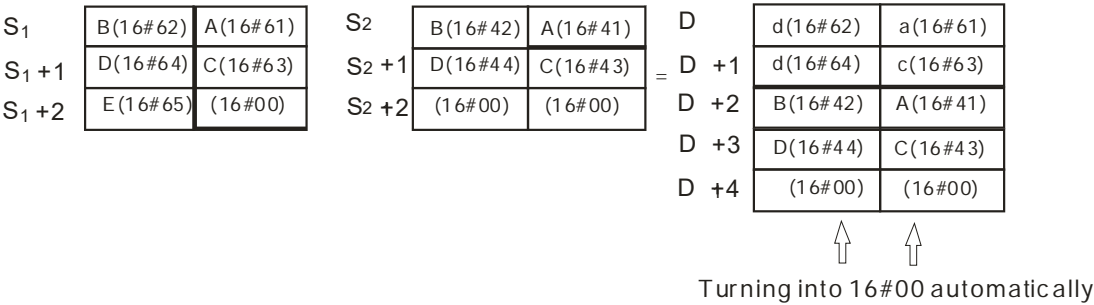 S1 B(16#62) A(16#61) S2 B(16#42) A(16#41) D d(16#62) a(16#61)
S1 +1 D(16#64) C(16#63) S2 +1 D(16#44) C(16#43) = D +1 d(16#64) c(16#63)
S1 +2 E(16#65) (16#00) S2 +2 (16#00) (16#00) D +2 B(16#42) A(16#41)
D +3 D(16#44) C(16#43)
D +4 (16#00) (16#00)
Turning into 16#00 automatically